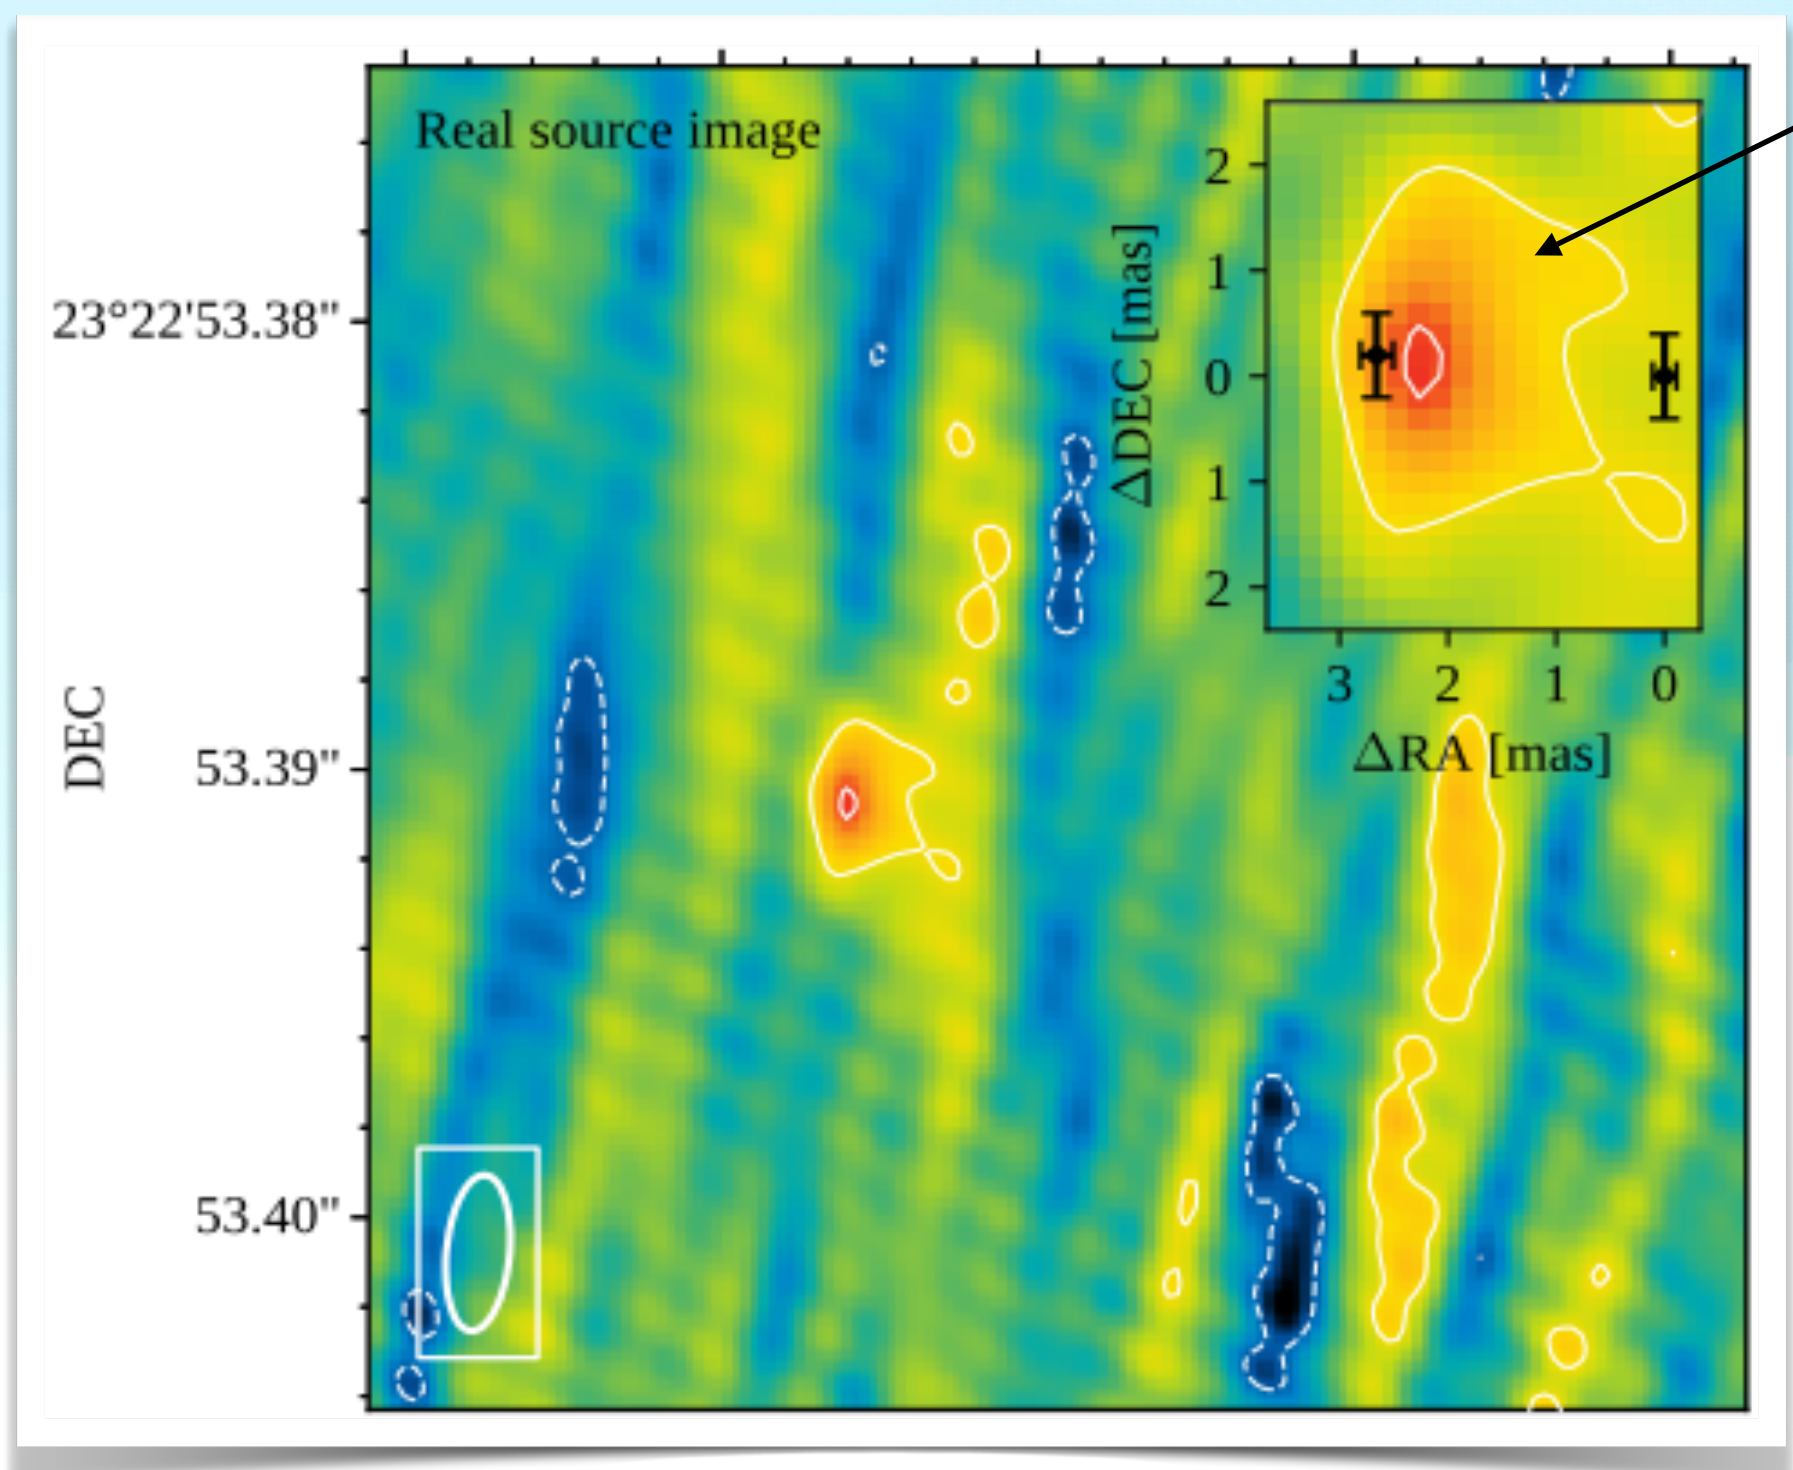 Real source image
23°22'53.38"
53.39"
53.40"
DEC
ΔDEC [mas]
2
1
0
1
2
3 2 1 0
ΔRA [mas]